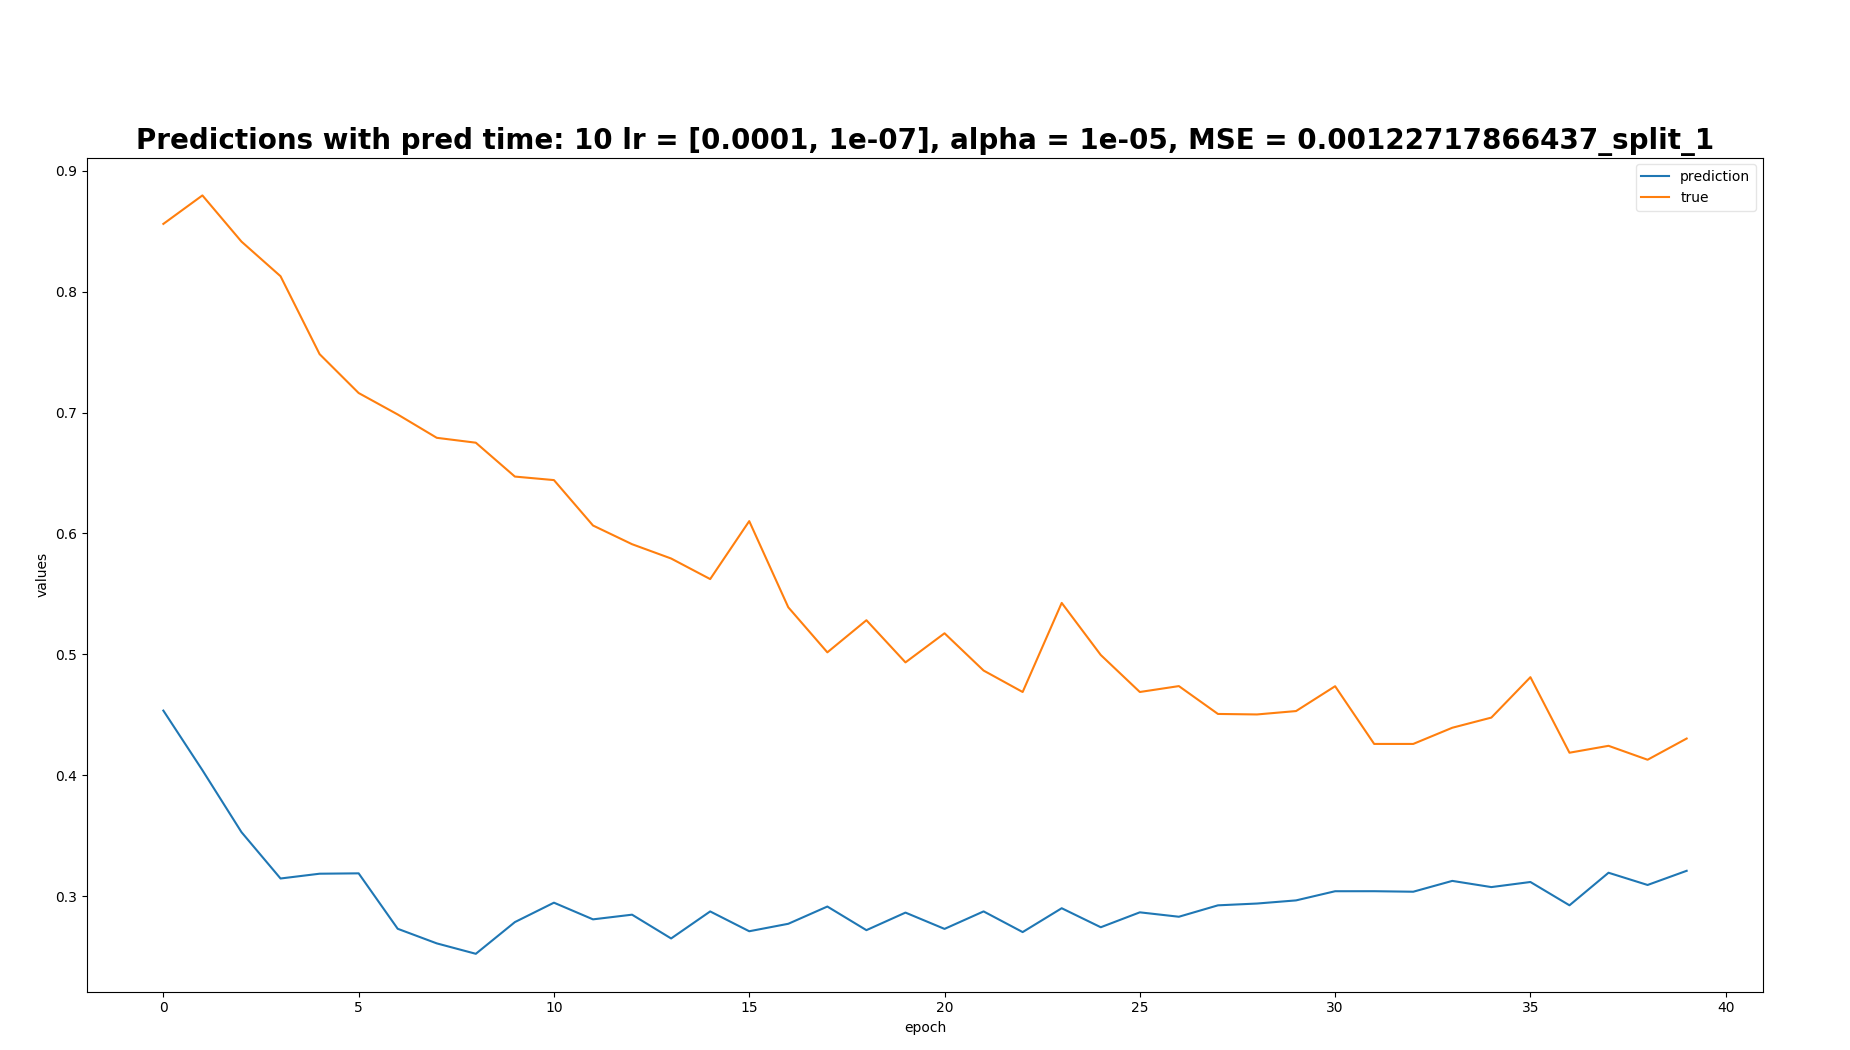 Predictions with pred time: 10 lr = [0.0001, 1e-07], alpha = 1e-05, MSE = 0.00122717866437_split_1
prediction
true
0.9
0.8
0.7
0.6
0.5
0.4
0.3
values
0 5 10 15 20 25 30 35 40
epoch